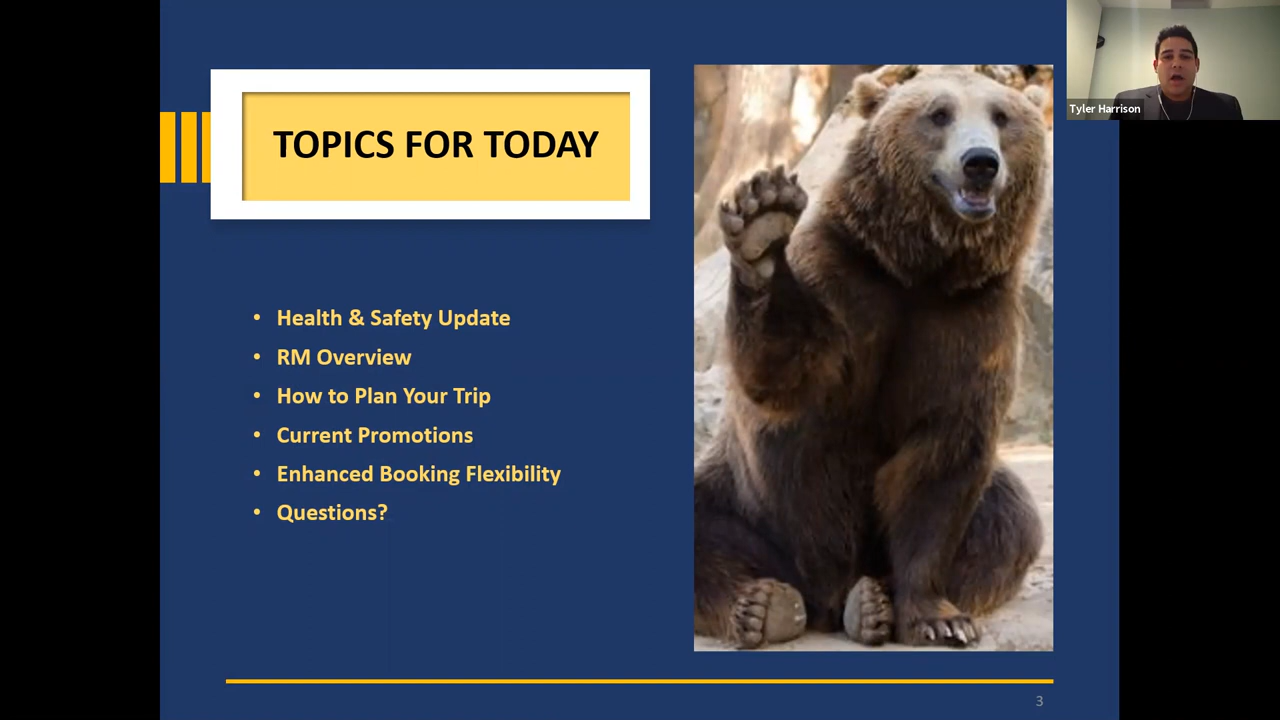 TOPICS FOR TODAY
Tyler Harrison
• Health & Safety Update
• RM Overview
• How to Plan Your Trip
• Current Promotions
• Enhanced Booking Flexibility
• Questions?
3